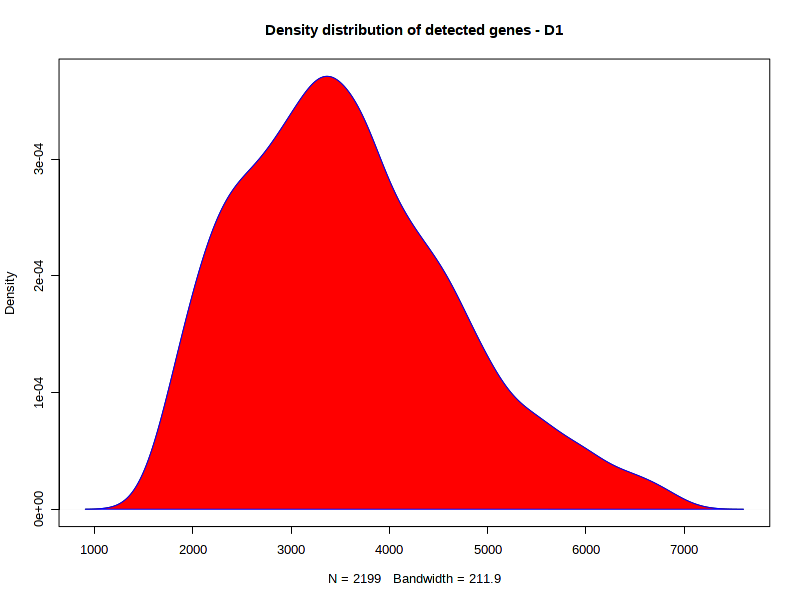 Density distribution of detected genes - D1
Density
3e-04
2e-04
1e-04
0e+00
1000 2000 3000 4000 5000 6000 7000
N = 2199 Bandwidth = 211.9